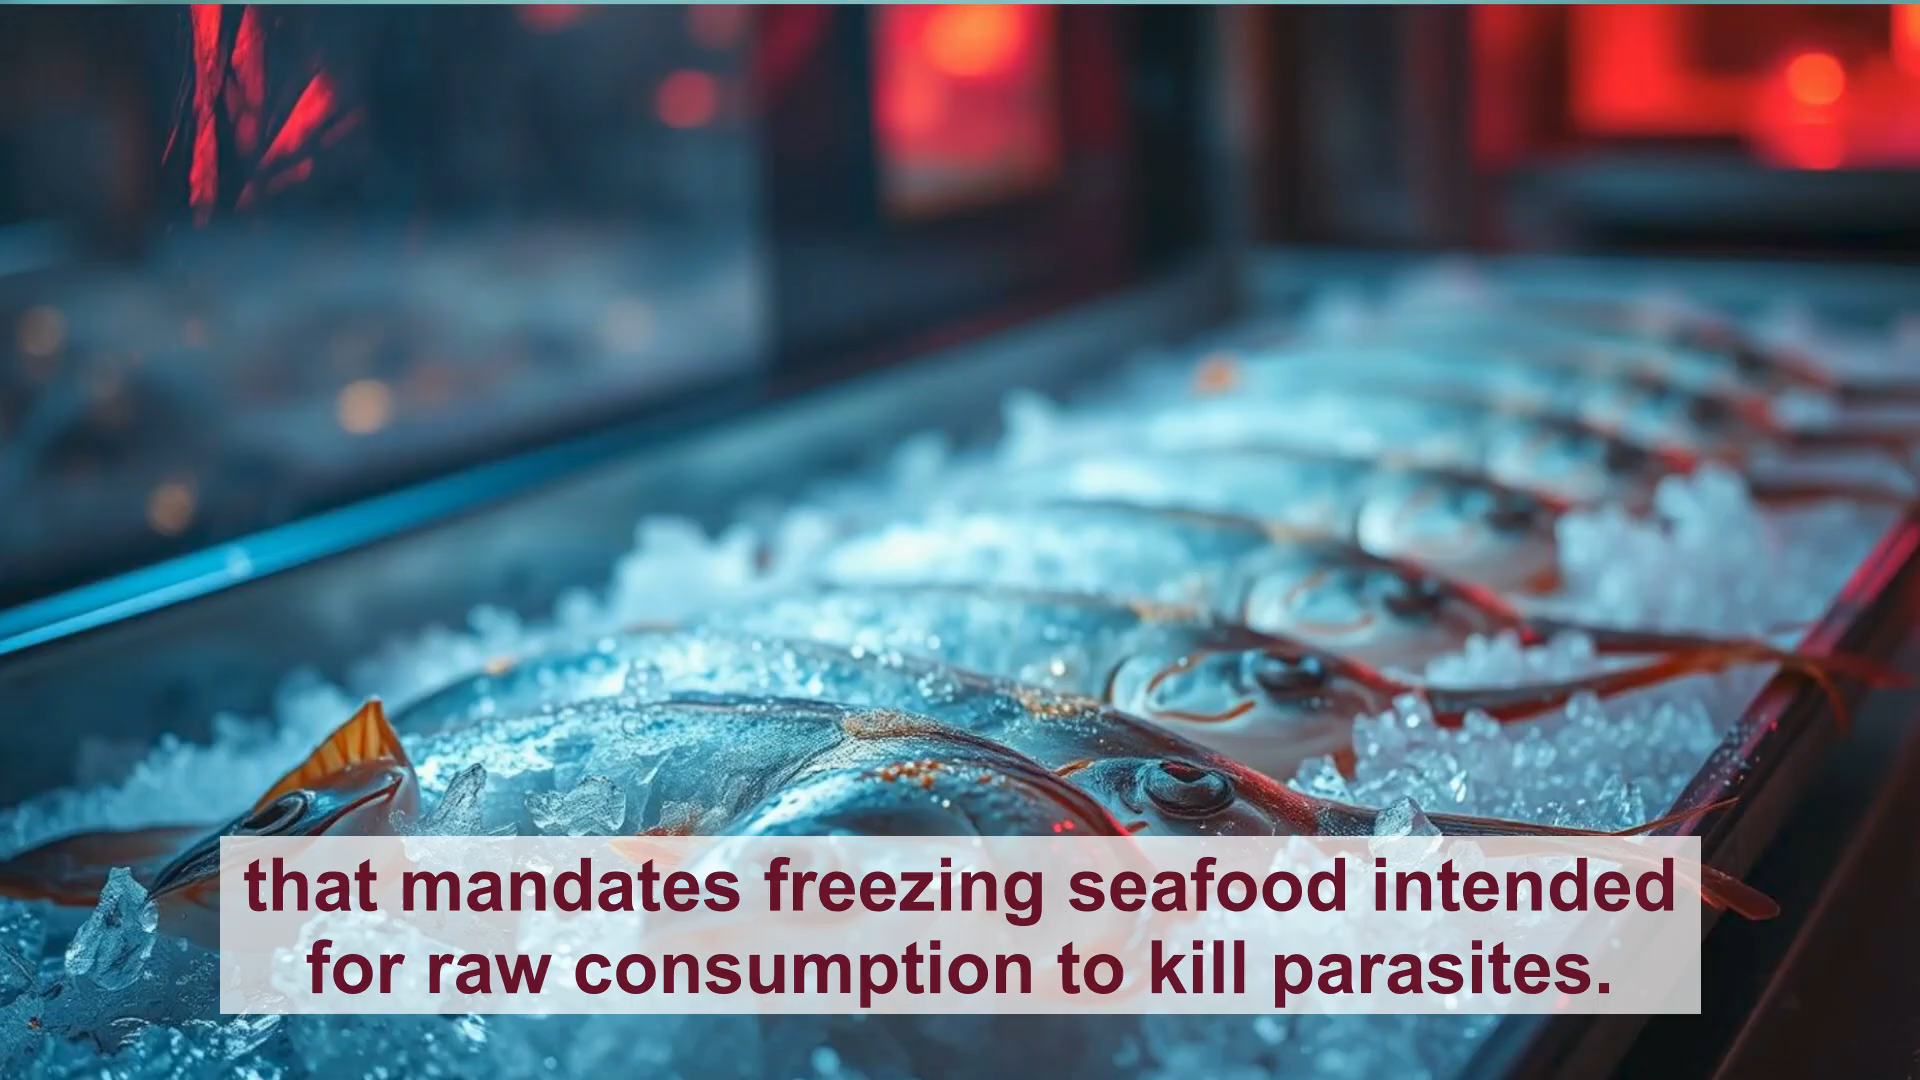 that mandates freezing seafood intended
for raw consumption to kill parasites.